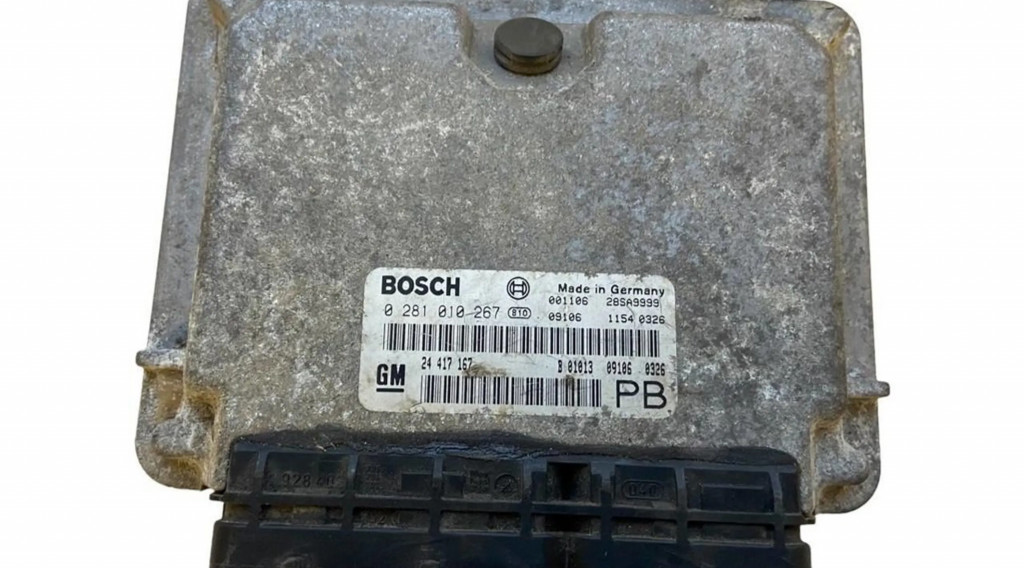 BOSCH Made in Germany
001106 28SA9999
0 281 010 267 810 09106 1154 0326
GM 24 417 167 B 01013 09106 0326
PB